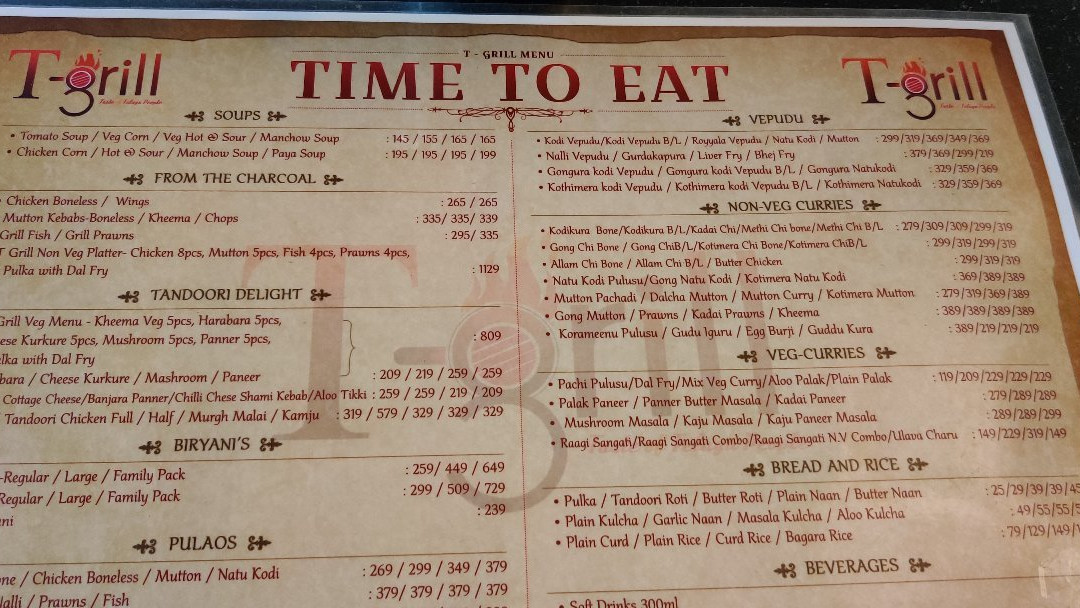 T-grill
T - GRILL MENU
TIME TO EAT
T-grill
SOUPS
• Tomato Soup / Veg Corn / Veg Hot & Sour / Manchow Soup : 145 / 155 / 165 / 165
• Chicken Corn / Hot & Sour / Manchow Soup / Paya Soup : 195 / 195 / 195 / 199
FROM THE CHARCOAL
Chicken Boneless / Wings : 265 / 265
Mutton Kebabs-Boneless / Kheema / Chops : 335/ 335/ 339
Grill Fish / Grill Prawns : 295/ 335
T Grill Non Veg Platter- Chicken 8pcs, Mutton 5pcs, Fish 4pcs, Prawns 4pcs,
Pulka with Dal Fry : 1129
TANDOORI DELIGHT
Grill Veg Menu - Kheema Veg 5pcs, Harabara 5pcs,
Kurkure 5pcs, Mushroom 5pcs, Panner 5pcs, : 809
with Dal Fry
/ Cheese Kurkure / Mashroom / Paneer : 209 / 219 / 259 / 259
Cottage Cheese/Banjara Panner/Chilli Chese Shami Kebab/Aloo Tikki : 259 / 259 / 219 / 209
Tandoori Chicken Full / Half / Murgh Malai / Kamju : 319 / 579 / 329 / 329 / 329
BIRYANI'S
-Regular / Large / Family Pack : 259/ 449 / 649
Regular / Large / Family Pack : 299 / 509 / 729
: 239
PULAOS
/ Chicken Boneless / Mutton / Natu Kodi : 269 / 299 / 349 / 379
/ Prawns / Fish : 379/ 379 / 379 / 379
VEPUDU
• Kodi Vepudu/Kodi Vepudu B/L / Royyala Vepudu / Natu Kodi / Mutton : 299/319/369/349/369
• Nalli Vepudu / Gurdakapura / Liver Fry / Bhej Fry : 379/369/299/219
• Gongura kodi Vepudu / Gongura kodi Vepudu B/L / Gongura Natukodi : 329/359/369
• Kothimera kodi Vepudu / Kothimera kodi Vepudu B/L / Kothimera Natukodi : 329/359/369
NON-VEG CURRIES
• Kodikura Bone/Kodikura B/L/Kadai Chi/Methi Chi bone/Methi Chi B/L : 279/309/309/299/319
• Gong Chi Bone / Gong ChiB/L/Kotimera Chi Bone/Kotimera ChiB/L : 299/319/299/319
• Allam Chi Bone / Allam Chi B/L / Butter Chicken : 299/319/319
• Natu Kodi Pulusu/Gong Natu Kodi / Kotimera Natu Kodi : 369/389/389
• Mutton Pachadi / Dalcha Mutton / Mutton Curry / Kotimera Mutton : 279/319/369/389
• Gong Mutton / Prawns / Kadai Prawns / Kheema : 389/389/389/389
• Korameenu Pulusu / Gudu Iguru / Egg Burji / Guddu Kura : 389/219/219/219
VEG-CURRIES
• Pachi Pulusu/Dal Fry/Mix Veg Curry/Aloo Palak/Plain Palak : 119/209/229/229/229
• Palak Paneer / Panner Butter Masala / Kadai Paneer : 279/289/289
• Mushroom Masala / Kaju Masala / Kaju Paneer Masala : 289/289/299
• Raagi Sangati/Raagi Sangati Combo/Raagi Sangati N.V Combo/Ulava Charu : 149/229/319/149
BREAD AND RICE
• Pulka / Tandoori Roti / Butter Roti / Plain Naan / Butter Naan : 25/29/39/39/45
• Plain Kulcha / Garlic Naan / Masala Kulcha / Aloo Kulcha : 49/55/55/5
• Plain Curd / Plain Rice / Curd Rice / Bagara Rice : 79/129/149/1
BEVERAGES
• Soft Drinks 300ml